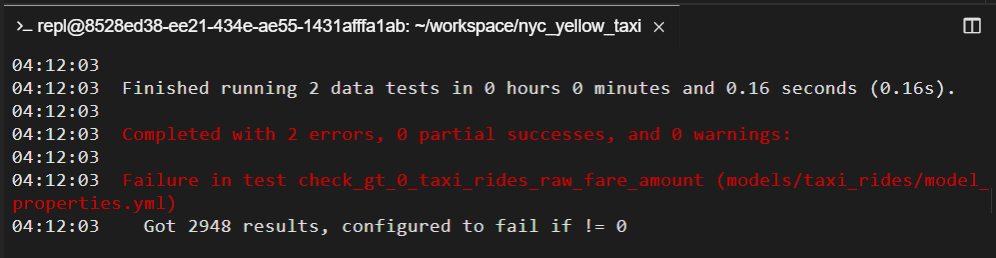 >_ repl@8528ed38-ee21-434e-ae55-1431afffa1ab: ~/workspace/nyc_yellow_taxi ×
04:12:03
04:12:03  Finished running 2 data tests in 0 hours 0 minutes and 0.16 seconds (0.16s).
04:12:03
04:12:03  Completed with 2 errors, 0 partial successes, and 0 warnings:
04:12:03
04:12:03  Failure in test check_gt_0_taxi_rides_raw_fare_amount (models/taxi_rides/model_
properties.yml)
04:12:03    Got 2948 results, configured to fail if != 0